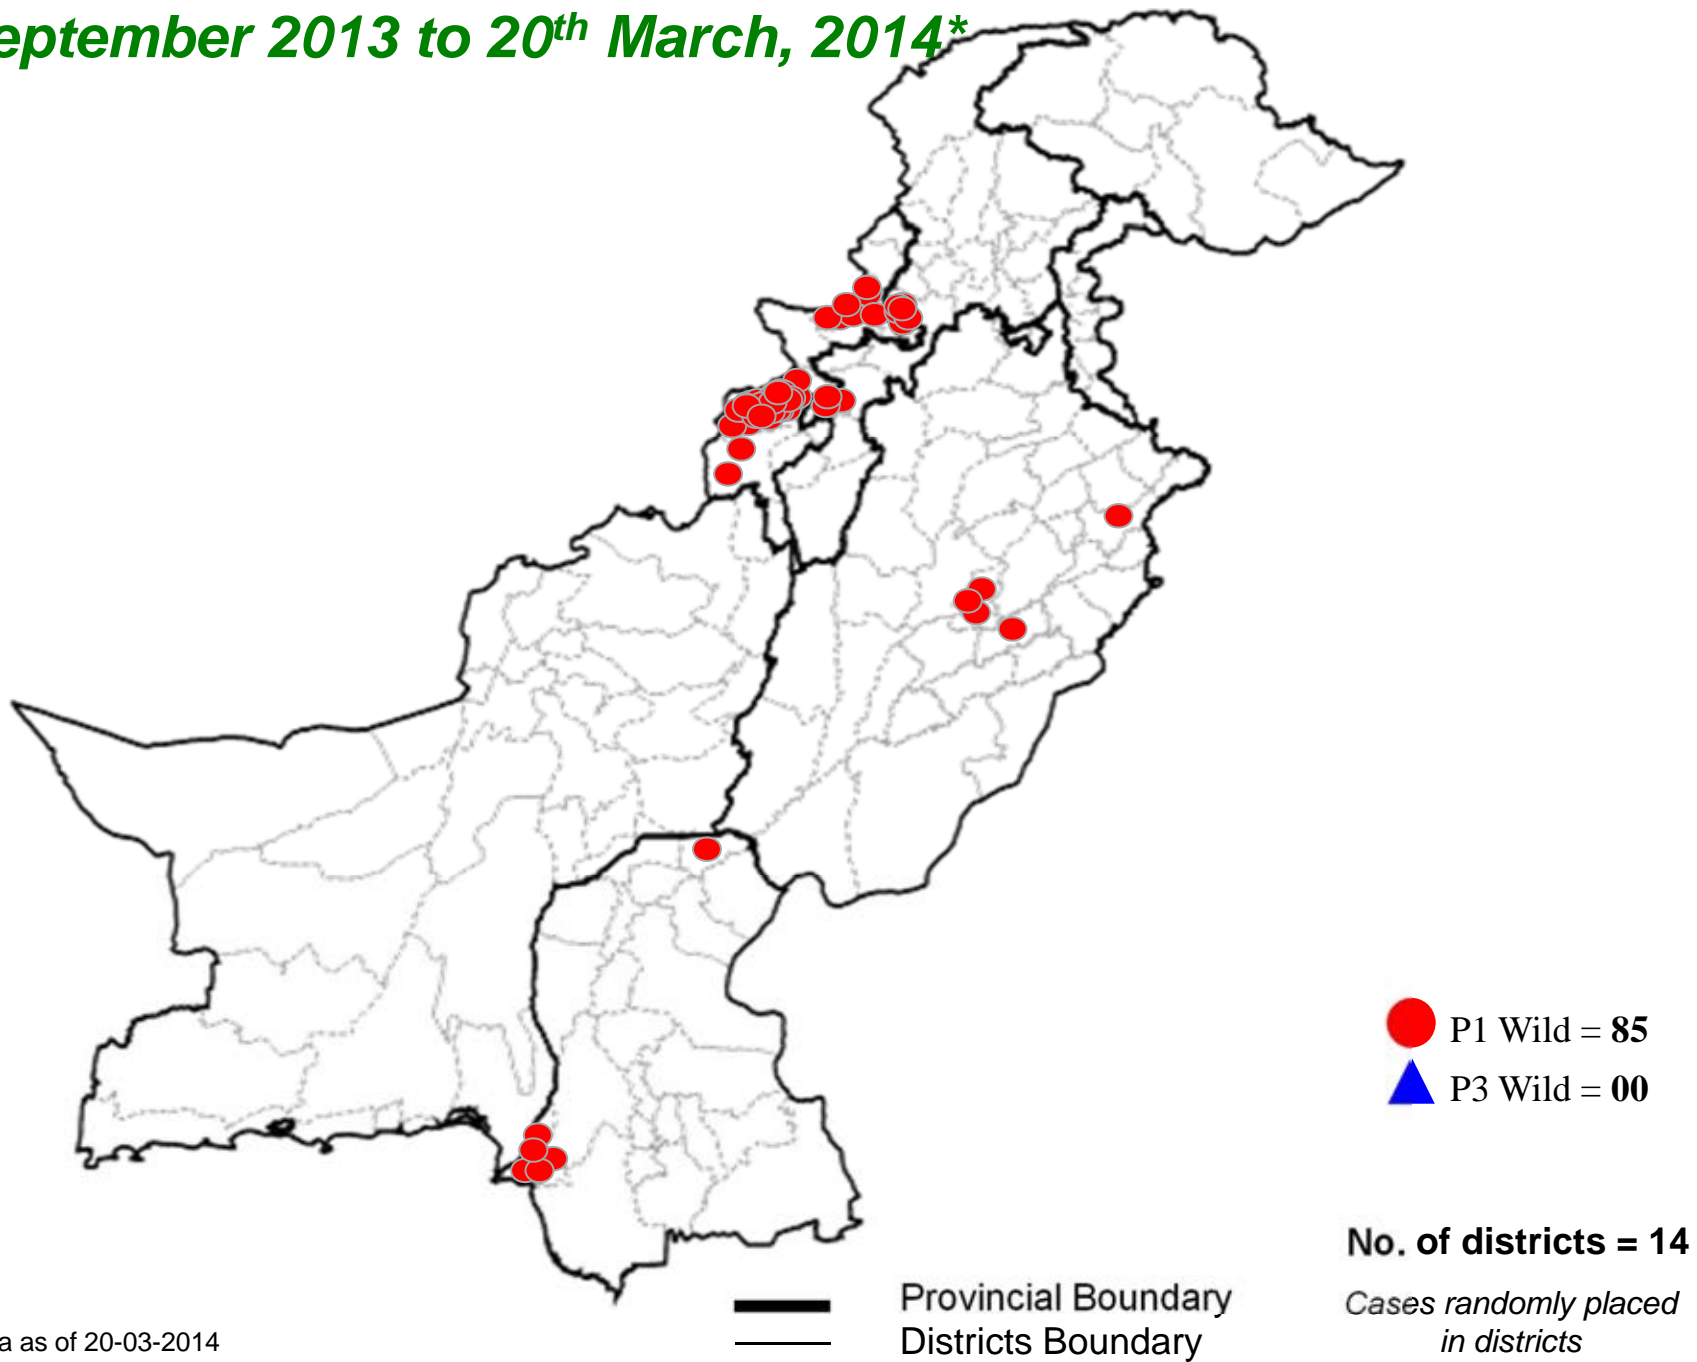 eptember 2013 to 20th March, 2014*
P1 Wild = 85
P3 Wild = 00
No. of districts = 14
Cases randomly placed
in districts
Provincial Boundary
Districts Boundary
a as of 20-03-2014